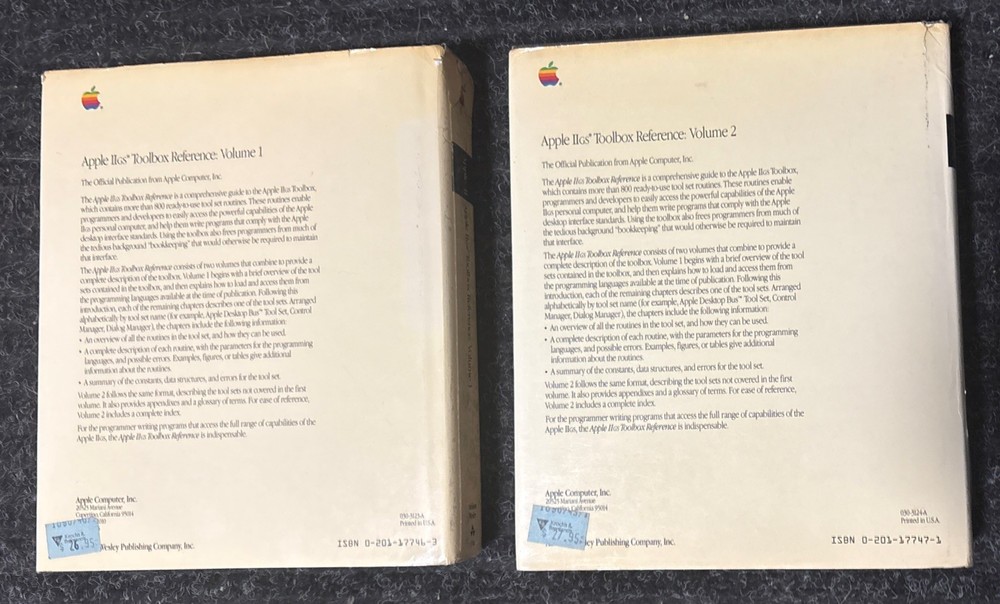 Apple IIGS® Toolbox Reference: Volume 1
The Official Publication from Apple Computer, Inc.
The Apple IIGS Toolbox Reference is a comprehensive guide to the Apple IIGS Toolbox,
which contains more than 800 ready-to-use tool set routines. These routines enable
programmers and developers to easily access the powerful capabilities of the Apple
IIGS personal computer, and help them write programs that comply with the Apple
desktop interface standards. Using the toolbox also frees programmers from much of
the tedious background "bookkeeping" that would otherwise be required to maintain
that interface.
The Apple IIGS Toolbox Reference consists of two volumes that combine to provide a
complete description of the toolbox. Volume 1 begins with a brief overview of the tool
sets contained in the toolbox, and then explains how to load and access them from
the programming languages available at the time of publication. Following this
introduction, each of the remaining chapters describes one of the tool sets. Arranged
alphabetically by tool set name (for example, Apple Desktop Bus™ Tool Set, Control
Manager, Dialog Manager), the chapters include the following information:
• An overview of all the routines in the tool set, and how they can be used.
• A complete description of each routine, with the parameters for the programming
languages, and possible errors. Examples, figures, or tables give additional
information about the routines.
• A summary of the constants, data structures, and errors for the tool set.
Volume 2 follows the same format, describing the tool sets not covered in the first
volume. It also provides appendixes and a glossary of terms. For ease of reference,
Volume 2 includes a complete index.
For the programmer writing programs that access the full range of capabilities of the
Apple IIGS, the Apple IIGS Toolbox Reference is indispensable.
Apple Computer, Inc.
20525 Mariani Avenue
Cupertino, California 95014
030-3123-A
Printed in U.S.A.
26.95
Wesley Publishing Company, Inc.
ISBN 0-201-17746-3
Apple IIGS® Toolbox Reference: Volume 2
The Official Publication from Apple Computer, Inc.
The Apple IIGS Toolbox Reference is a comprehensive guide to the Apple IIGS Toolbox,
which contains more than 800 ready-to-use tool set routines. These routines enable
programmers and developers to easily access the powerful capabilities of the Apple
IIGS personal computer, and help them write programs that comply with the Apple
desktop interface standards. Using the toolbox also frees programmers from much of
the tedious background "bookkeeping" that would otherwise be required to maintain
that interface.
The Apple IIGS Toolbox Reference consists of two volumes that combine to provide a
complete description of the toolbox. Volume 1 begins with a brief overview of the tool
sets contained in the toolbox, and then explains how to load and access them from
the programming languages available at the time of publication. Following this
introduction, each of the remaining chapters describes one of the tool sets. Arranged
alphabetically by tool set name (for example, Apple Desktop Bus™ Tool Set, Control
Manager, Dialog Manager), the chapters include the following information:
• An overview of all the routines in the tool set, and how they can be used.
• A complete description of each routine, with the parameters for the programming
languages, and possible errors. Examples, figures, or tables give additional
information about the routines.
• A summary of the constants, data structures, and errors for the tool set.
Volume 2 follows the same format, describing the tool sets not covered in the first
volume. It also provides appendixes and a glossary of terms. For ease of reference,
Volume 2 includes a complete index.
For the programmer writing programs that access the full range of capabilities of the
Apple IIGS, the Apple IIGS Toolbox Reference is indispensable.
Apple Computer, Inc.
20525 Mariani Avenue
California 95014
030-3124-A
Printed in U.S.A.
27.95
ey Publishing Company, Inc.
ISBN 0-201-17747-1